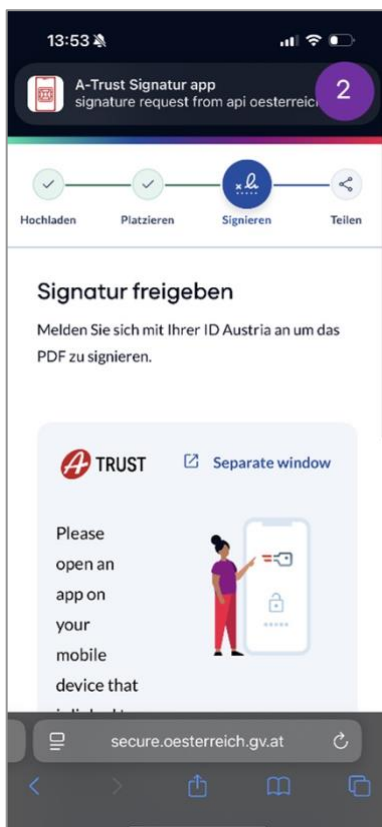 13:53
A-Trust Signatur app
signature request from api oesterreic
2
Hochladen Platzieren Signieren Teilen
Signatur freigeben
Melden Sie sich mit Ihrer ID Austria an um das
PDF zu signieren.
A TRUST Separate window
Please
open an
app on
your
mobile
device that
secure.oesterreich.gv.at